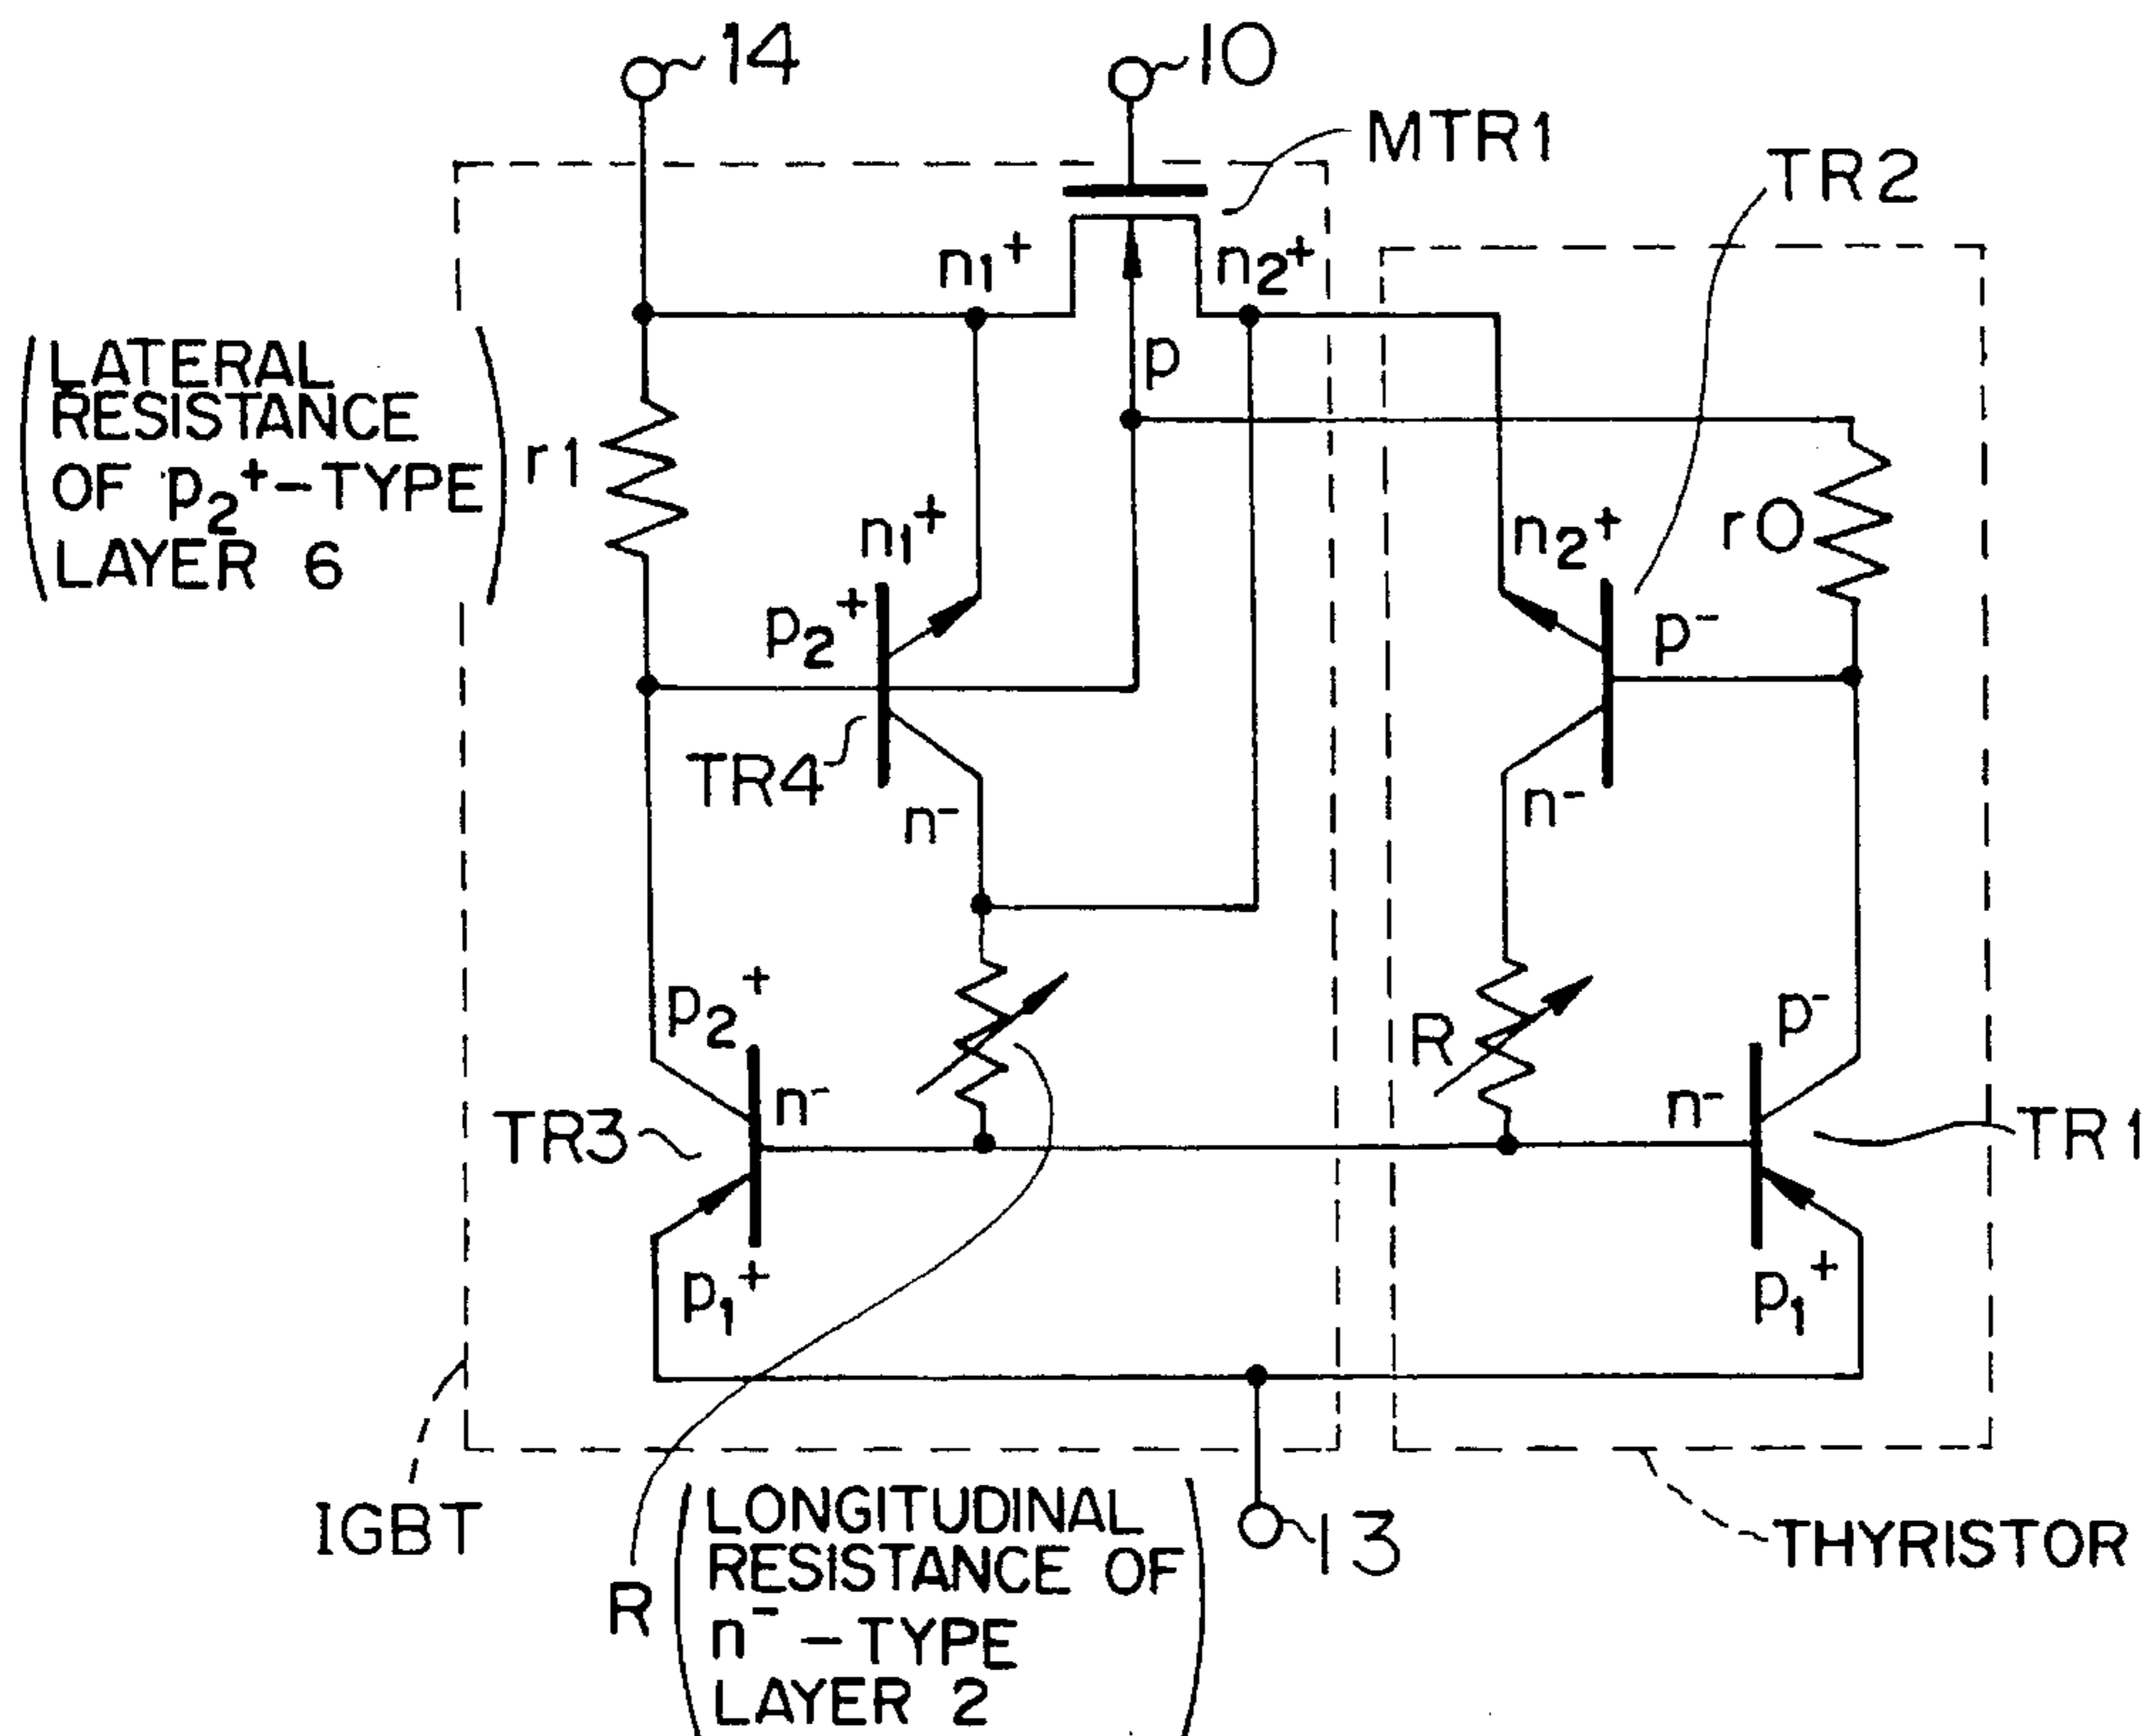 14
10
MTR1
TR2
n1+
n2+
p
(LATERAL
RESISTANCE
OF p2+-TYPE
LAYER 6)
r1
n1+
p2+
n2+
p-
r0
TR4
n-
n-
p2+
n-
TR3
p1+
R
p-
n-
TR1
p1+
IGBT
R
(LONGITUDINAL
RESISTANCE OF
n- -TYPE
LAYER 2
13
THYRISTOR